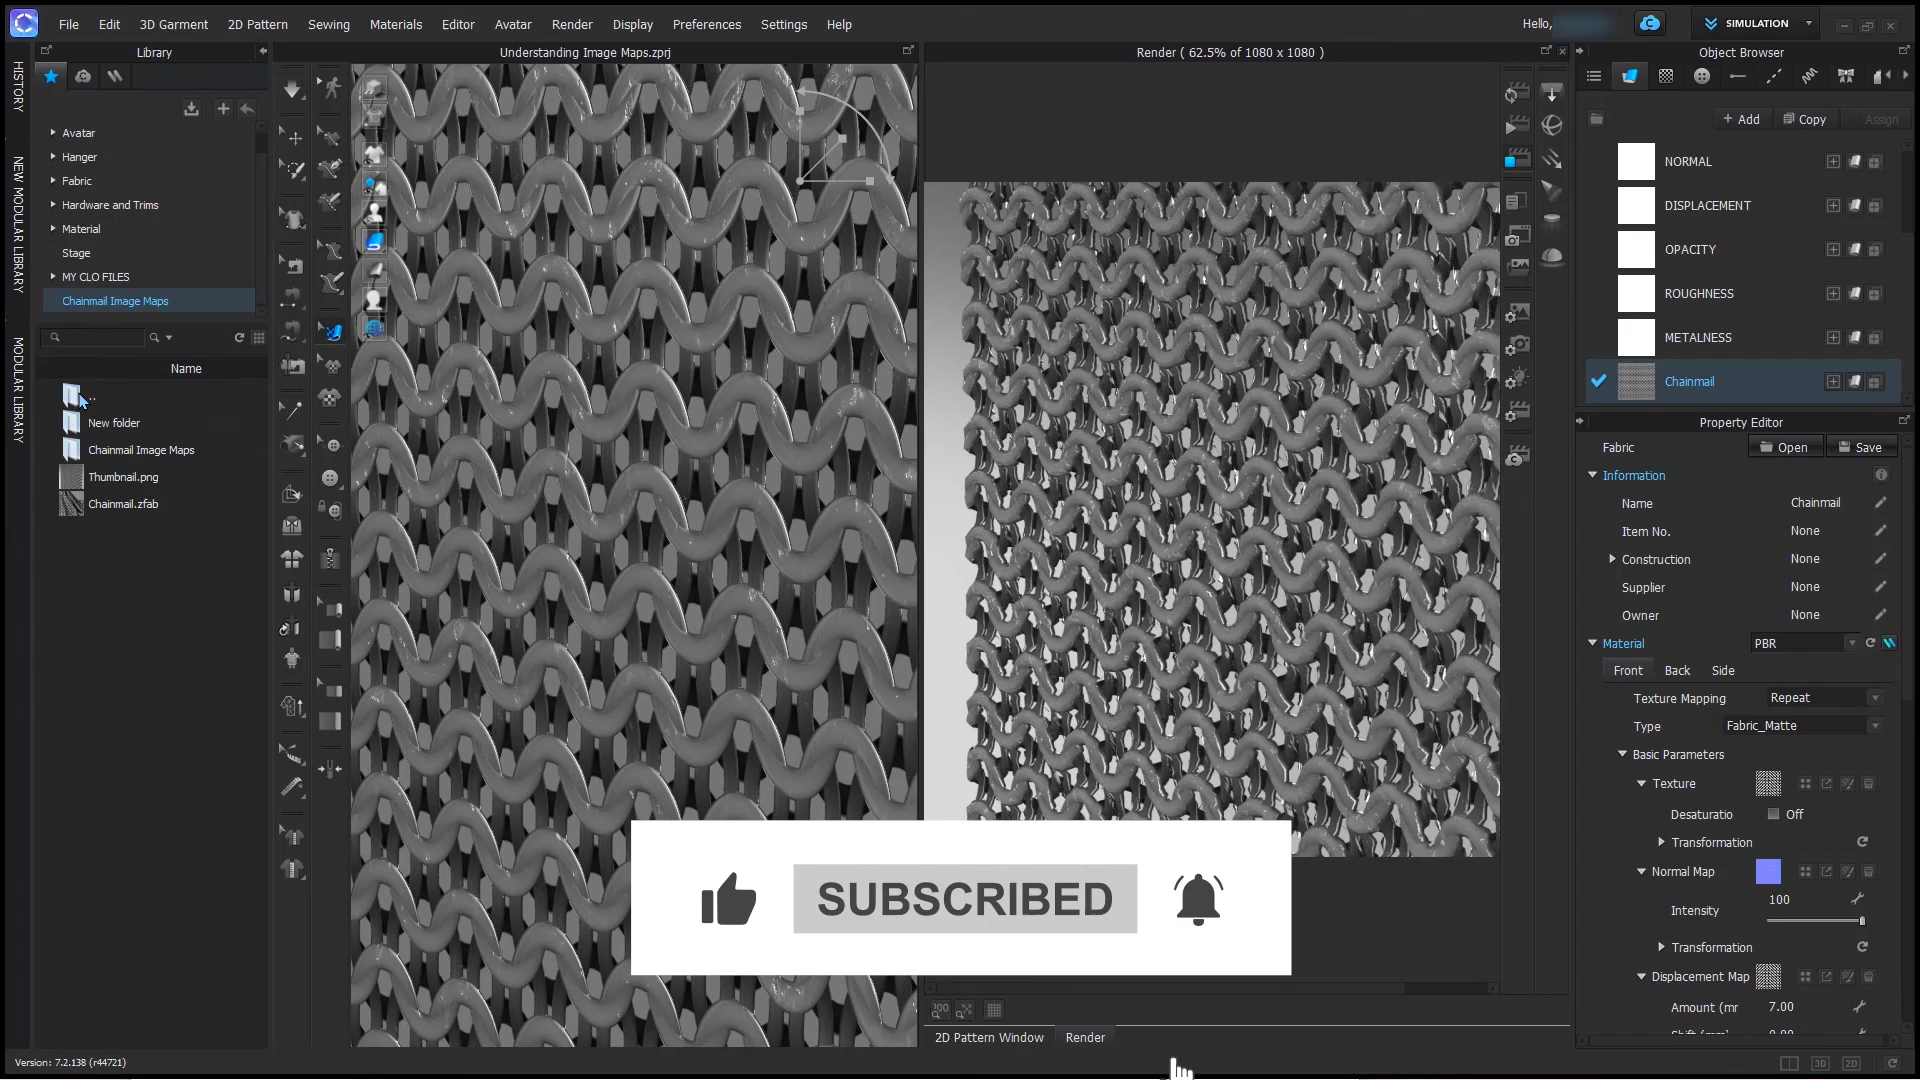 File Edit 3D Garment 2D Pattern Sewing Materials Editor Avatar Render Display Preferences Settings Help
Hello,
SIMULATION
Library
Understanding Image Maps.zprj
Render ( 62.5% of 1080 x 1080 )
Object Browser
HISTORY
NEW MODULAR LIBRARY
MODULAR LIBRARY
Avatar
Hanger
Fabric
Hardware and Trims
Material
Stage
MY CLO FILES
Chainmail Image Maps
Name
..
New folder
Chainmail Image Maps
Thumbnail.png
Chainmail.zfab
+ Add Copy Assign
NORMAL
DISPLACEMENT
OPACITY
ROUGHNESS
METALNESS
Chainmail
Property Editor
Fabric Open Save
Information
Name Chainmail
Item No. None
Construction None
Supplier None
Owner None
Material PBR
Front Back Side
Texture Mapping Repeat
Type Fabric_Matte
Basic Parameters
Texture
Desaturatio Off
Transformation
Normal Map
100
Intensity
Transformation
Displacement Map
Amount (mr 7.00
SUBSCRIBED
100
2D Pattern Window Render
Version: 7.2.138 (r44721)
3D 2D